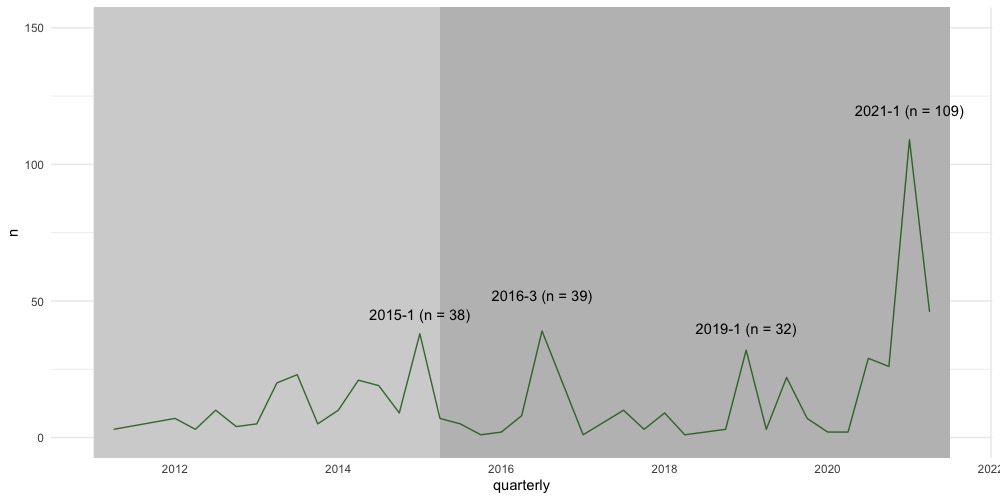 150
2021-1 (n = 109)
100
n
50
2015-1 (n = 38)
2016-3 (n = 39)
2019-1 (n = 32)
0
2012
2014
2016
2018
2020
2022
quarterly